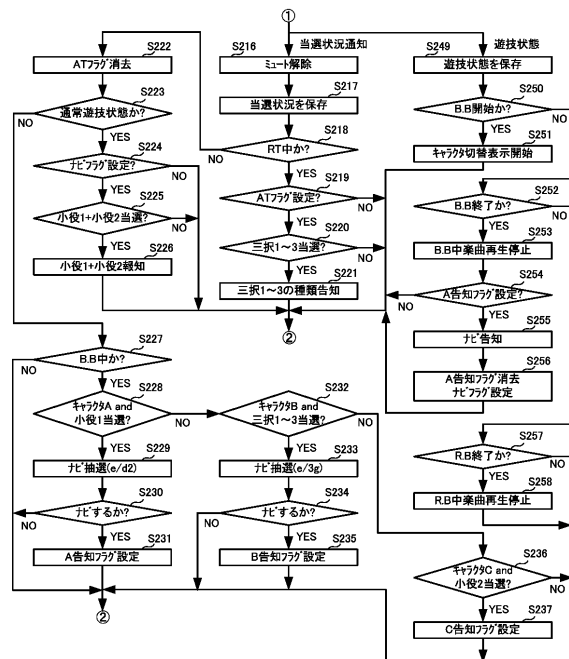 ①
当選状況通知
遊技状態
S222
ATフラグ消去
S216
ミュート解除
S249
遊技状態を保存
S223
通常遊技状態か?
NO
YES
S217
当選状況を保存
S250
B.B開始か?
NO
YES
S224
ナビフラグ設定?
NO
YES
S218
RT中か?
NO
YES
S251
キャラクタ切替表示開始
S225
小役1+小役2当選?
NO
YES
S219
ATフラグ設定?
NO
YES
S252
B.B終了か?
NO
YES
S226
小役1+小役2報知
S220
三択1～3当選?
NO
YES
S253
B.B中楽曲再生停止
S221
三択1～3の種類告知
②
S254
A告知フラグ設定?
NO
YES
S255
ナビ告知
S256
A告知フラグ消去
ナビフラグ設定
S227
B.B中か?
NO
YES
S228
キャラクタA and
小役1当選?
NO
YES
S232
キャラクタB and
三択1～3当選?
NO
YES
S257
R.B終了か?
NO
YES
S229
ナビ抽選(e/d2)
S233
ナビ抽選(e/3g)
S258
R.B中楽曲再生停止
S230
ナビするか?
NO
YES
S234
ナビするか?
NO
YES
S231
A告知フラグ設定
S235
B告知フラグ設定
S236
キャラクタC and
小役2当選?
NO
YES
S237
C告知フラグ設定
②